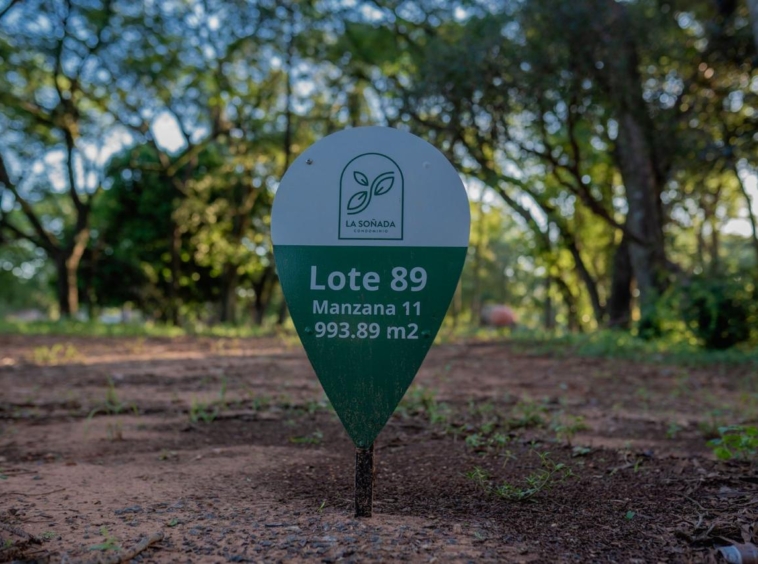 LA SOÑADA
CONDOMINIO
Lote 89
Manzana 11
993.89 m2